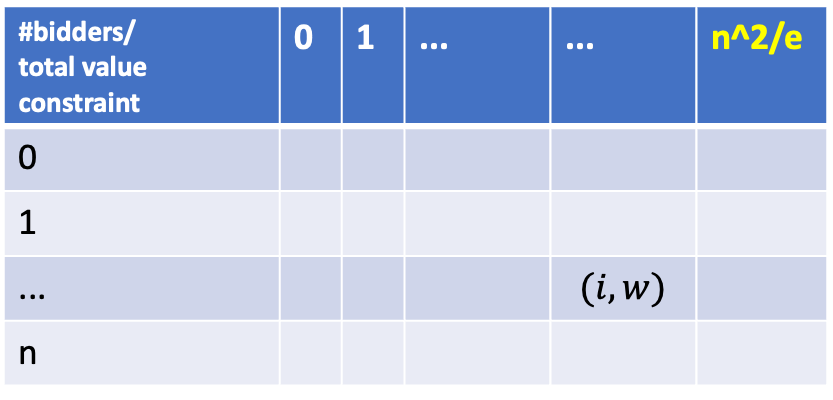 #bidders/
total value
constraint
0 1 ... ... n^2/e
0
1
... (i, w)
n